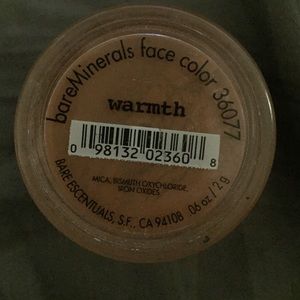 bareMinerals face color 36077
warmth
0 98132 02360 8
MICA, BISMUTH OXYCHLORIDE,
IRON OXIDES
BARE ESCENTUALS, S.F., CA 94108 .06 oz / 2 g